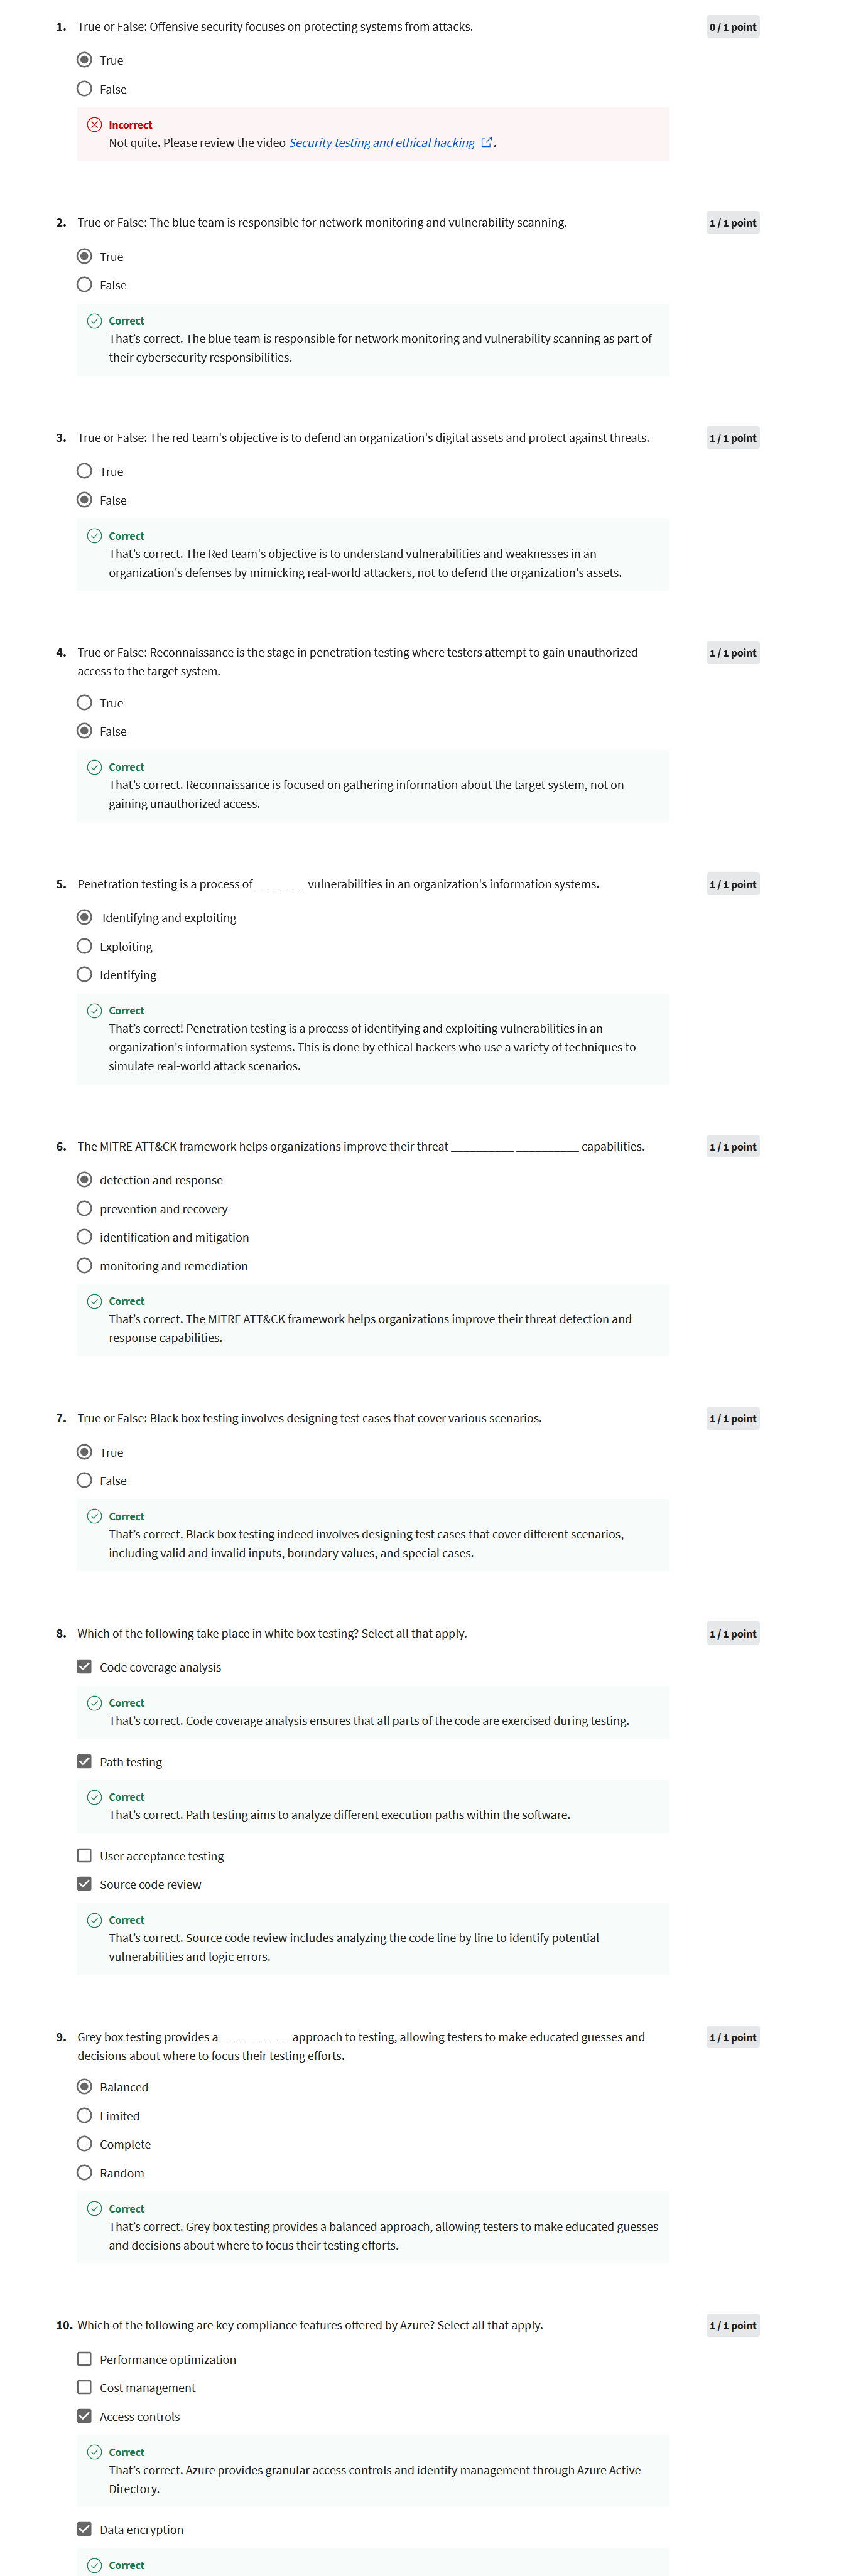 1. True or False: Offensive security focuses on protecting systems from attacks.
0 / 1 point
True
False
Incorrect
Not quite. Please review the video Security testing and ethical hacking .
2. True or False: The blue team is responsible for network monitoring and vulnerability scanning.
1 / 1 point
True
False
Correct
That's correct. The blue team is responsible for network monitoring and vulnerability scanning as part of
their cybersecurity responsibilities.
3. True or False: The red team's objective is to defend an organization's digital assets and protect against threats.
1 / 1 point
True
False
Correct
That's correct. The Red team's objective is to understand vulnerabilities and weaknesses in an
organization's defenses by mimicking real-world attackers, not to defend the organization's assets.
4. True or False: Reconnaissance is the stage in penetration testing where testers attempt to gain unauthorized
access to the target system.
1 / 1 point
True
False
Correct
That's correct. Reconnaissance is focused on gathering information about the target system, not on
gaining unauthorized access.
5. Penetration testing is a process of ________ vulnerabilities in an organization's information systems.
1 / 1 point
Identifying and exploiting
Exploiting
Identifying
Correct
That's correct! Penetration testing is a process of identifying and exploiting vulnerabilities in an
organization's information systems. This is done by ethical hackers who use a variety of techniques to
simulate real-world attack scenarios.
6. The MITRE ATT&CK framework helps organizations improve their threat __________ __________ capabilities.
1 / 1 point
detection and response
prevention and recovery
identification and mitigation
monitoring and remediation
Correct
That's correct. The MITRE ATT&CK framework helps organizations improve their threat detection and
response capabilities.
7. True or False: Black box testing involves designing test cases that cover various scenarios.
1 / 1 point
True
False
Correct
That's correct. Black box testing indeed involves designing test cases that cover different scenarios,
including valid and invalid inputs, boundary values, and special cases.
8. Which of the following take place in white box testing? Select all that apply.
1 / 1 point
Code coverage analysis
Correct
That's correct. Code coverage analysis ensures that all parts of the code are exercised during testing.
Path testing
Correct
That's correct. Path testing aims to analyze different execution paths within the software.
User acceptance testing
Source code review
Correct
That's correct. Source code review includes analyzing the code line by line to identify potential
vulnerabilities and logic errors.
9. Grey box testing provides a ___________ approach to testing, allowing testers to make educated guesses and
decisions about where to focus their testing efforts.
1 / 1 point
Balanced
Limited
Complete
Random
Correct
That's correct. Grey box testing provides a balanced approach, allowing testers to make educated guesses
and decisions about where to focus their testing efforts.
10. Which of the following are key compliance features offered by Azure? Select all that apply.
1 / 1 point
Performance optimization
Cost management
Access controls
Correct
That's correct. Azure provides granular access controls and identity management through Azure Active
Directory.
Data encryption
Correct